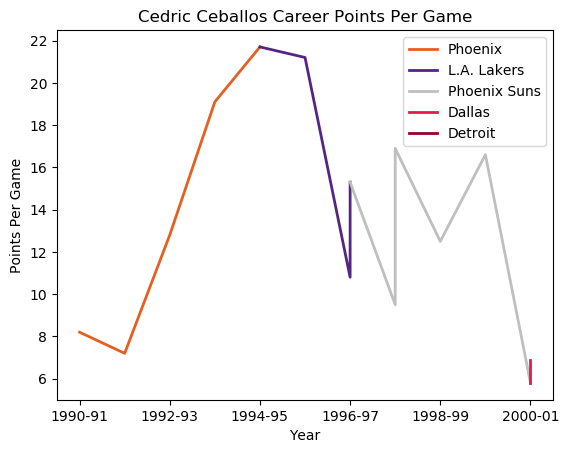 Cedric Ceballos Career Points Per Game
22
20
18
16
14
12
10
8
6
Points Per Game
Phoenix
L.A. Lakers
Phoenix Suns
Dallas
Detroit
1990-91 1992-93 1994-95 1996-97 1998-99 2000-01
Year